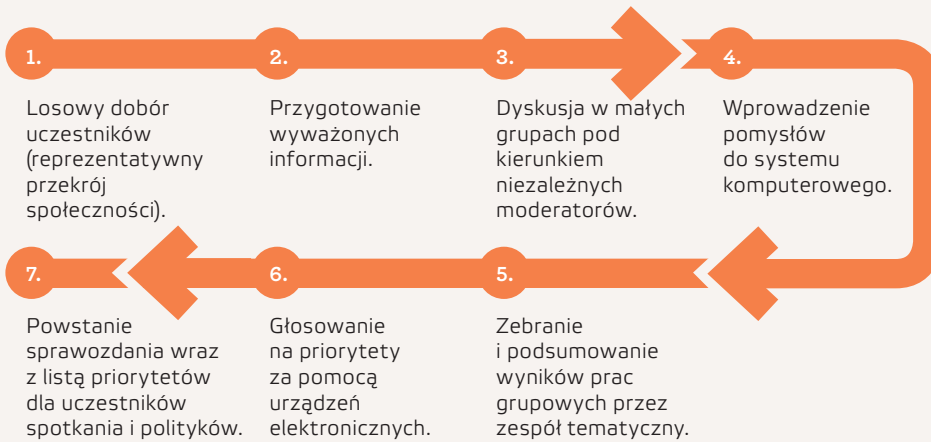 1.
Losowy dobór
uczestników
(reprezentatywny
przekrój
społeczności).
2.
Przygotowanie
wyważonych
informacji.
3.
Dyskusja w małych
grupach pod
kierunkiem
niezależnych
moderatorów.
4.
Wprowadzenie
pomysłów
do systemu
komputerowego.
5.
Zebranie
i podsumowanie
wyników prac
grupowych przez
zespół tematyczny.
6.
Głosowanie
na priorytety
za pomocą
urządzeń
elektronicznych.
7.
Powstanie
sprawozdania wraz
z listą priorytetów
dla uczestników
spotkania i polityków.